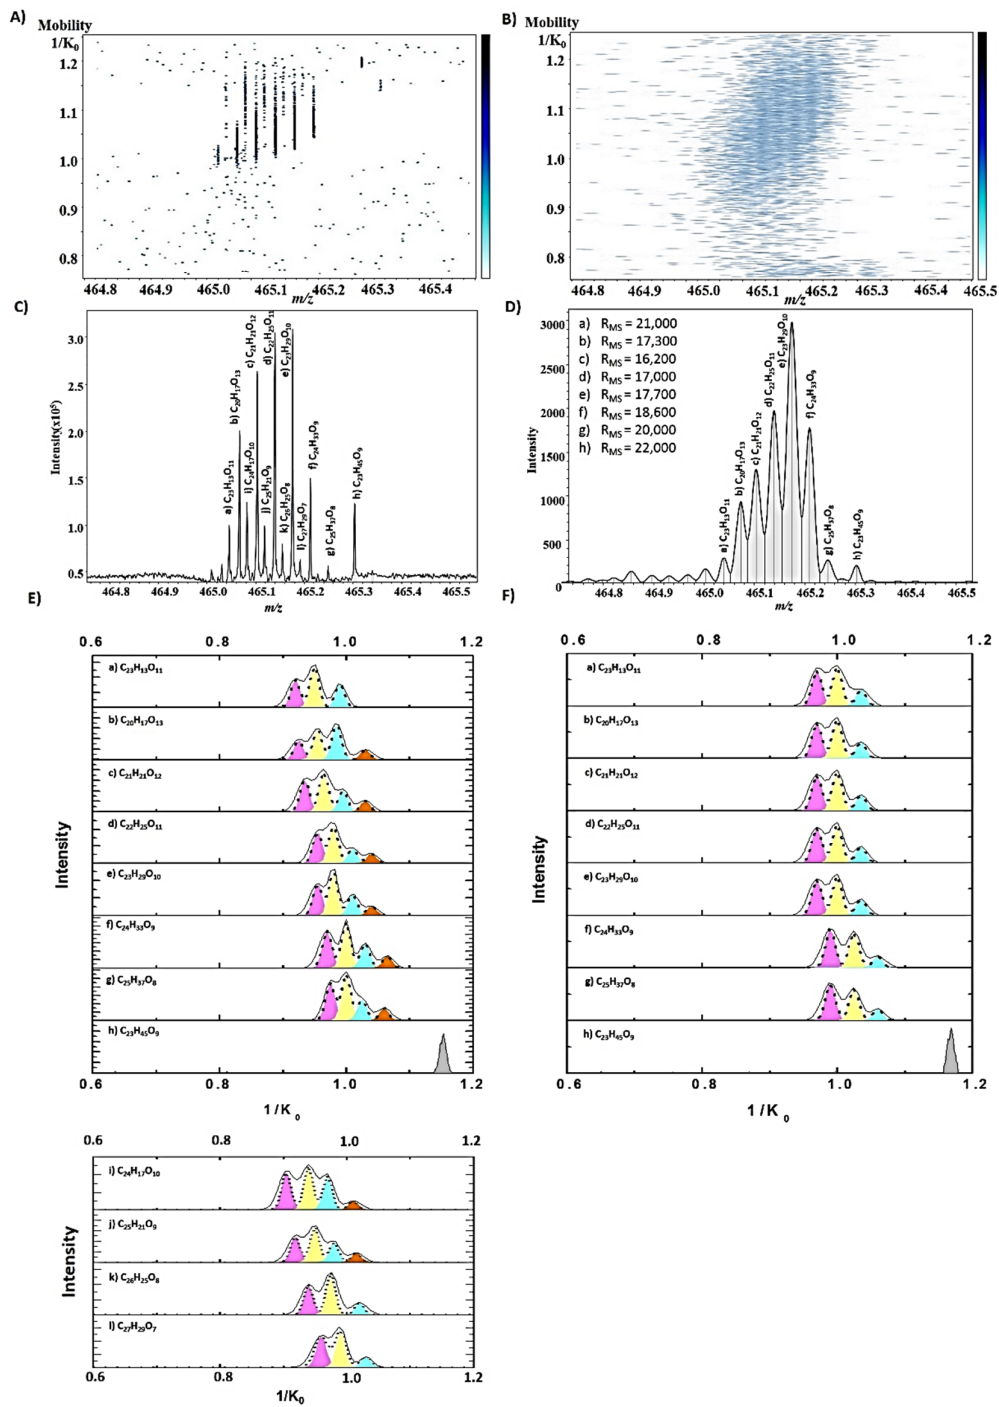 A)
Mobility
1/K0
1.2
1.1
1.0
0.9
0.8
464.8 464.9 465.0 465.1 465.2 465.3 465.4
m/z
B)
Mobility
1/K0
1.2
1.1
1.0
0.9
0.8
464.8 464.9 465.0 465.1 465.2 465.3 465.4 465.5
m/z
C)
Intensity(x10⁵)
3.0
2.5
2.0
1.5
1.0
0.5
a) C23H13O11
b) C20H17O13
i) C24H17O10
c) C21H21O12
j) C25H21O9
d) C22H25O11
k) C26H25O8
e) C23H29O10
l) C27H29O7
f) C24H33O9
g) C25H37O8
h) C23H45O9
464.8 464.9 465.0 465.1 465.2 465.3 465.4 465.5
m/z
D)
Intensity
3000
2500
2000
1500
1000
500
0
a) RMS = 21,000
b) RMS = 17,300
c) RMS = 16,200
d) RMS = 17,000
e) RMS = 17,700
f) RMS = 18,600
g) RMS = 20,000
h) RMS = 22,000
a) C23H13O11
b) C20H17O13
c) C21H21O12
d) C22H25O11
e) C23H29O10
f) C24H33O9
g) C25H37O8
h) C23H45O9
464.8 464.9 465.0 465.1 465.2 465.3 465.4 465.5
m/z
E)
0.6 0.8 1.0 1.2
Intensity
a) C23H13O11
b) C20H17O13
c) C21H21O12
d) C22H25O11
e) C23H29O10
f) C24H33O9
g) C25H37O8
h) C23H45O9
0.6 0.8 1.0 1.2
1 / K 0
F)
0.6 0.8 1.0 1.2
Intensity
a) C23H13O11
b) C20H17O13
c) C21H21O12
d) C22H25O11
e) C23H29O10
f) C24H33O9
g) C25H37O8
h) C23H45O9
0.6 0.8 1.0 1.2
1 / K 0
0.6 0.8 1.0 1.2
Intensity
i) C24H17O10
j) C25H21O9
k) C26H25O8
l) C27H29O7
0.6 0.8 1.0 1.2
1/K0